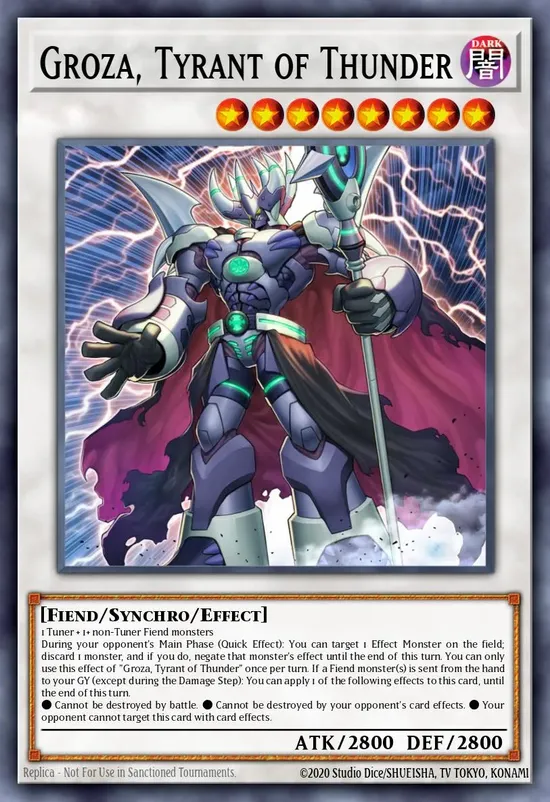 GROZA, TYRANT OF THUNDER
DARK
闇
[FIEND/SYNCHRO/EFFECT]
1 Tuner + 1+ non-Tuner Fiend monsters
During your opponent's Main Phase (Quick Effect): You can target 1 Effect Monster on the field;
discard 1 monster, and if you do, negate that monster's effect until the end of this turn. You can only
use this effect of "Groza, Tyrant of Thunder" once per turn. If a Fiend monster(s) is sent from the hand
to your GY (except during the Damage Step): You can apply 1 of the following effects to this card, until
the end of this turn.
● Cannot be destroyed by battle. ● Cannot be destroyed by your opponent's card effects. ● Your
opponent cannot target this card with card effects.
ATK/2800 DEF/2800
Replica - Not For Use in Sanctioned Tournaments.
©2020 Studio Dice/SHUEISHA, TV TOKYO, KONAMI